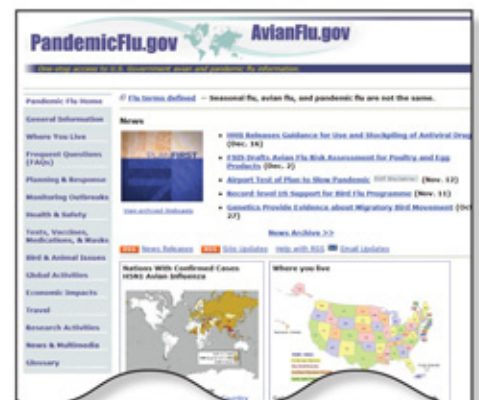 PandemicFlu.gov
AvianFlu.gov
One-stop access to U.S. Government avian and pandemic flu information
Pandemic Flu Home
General Information
Where You Live
Frequent Questions
(FAQs)
Planning & Response
Monitoring Outbreaks
Health & Safety
Tests, Vaccines,
Medications, & Masks
Bird & Animal Issues
Global Activities
Economic Impacts
Travel
Research Activities
News & Multimedia
Glossary
Flu terms defined — Seasonal flu, avian flu, and pandemic flu are not the same.
News
FIRST
View archived Webcasts
• HHS Releases Guidance for Use and Stockpiling of Antiviral Drug
(Dec. 16)
• FSIS Drafts Avian Flu Risk Assessment for Poultry and Egg
Products (Dec. 2)
• Airport Test of Plan to Slow Pandemic (Nov. 12)
• Record level US Support for Bird Flu Programme (Nov. 11)
• Genetics Provide Evidence about Migratory Bird Movement (Oct
27)
News Archive >>
RSS News Releases RSS Site Updates Help with RSS Email Updates
Nations With Confirmed Cases
H5N1 Avian Influenza
Country
Where you live